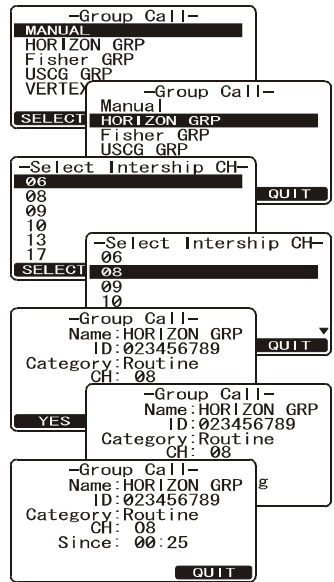 -Group Call-
MANUAL
HORIZON GRP
Fisher GRP
USCG GRP
VERTEX
SELECT
-Group Call-
Manual
HORIZON GRP
Fisher GRP
USCG GRP
QUIT
-Select Intership CH-
06
08
09
10
13
17
SELECT
-Select Intership CH-
06
08
09
10
QUIT
-Group Call-
Name:HORIZON GRP
ID:023456789
Category:Routine
CH: 08
YES
-Group Call-
Name:HORIZON GRP
ID:023456789
Category:Routine
CH: 08
g
-Group Call-
Name:HORIZON GRP
ID:023456789
Category:Routine
CH: 08
Since: 00:25
QUIT